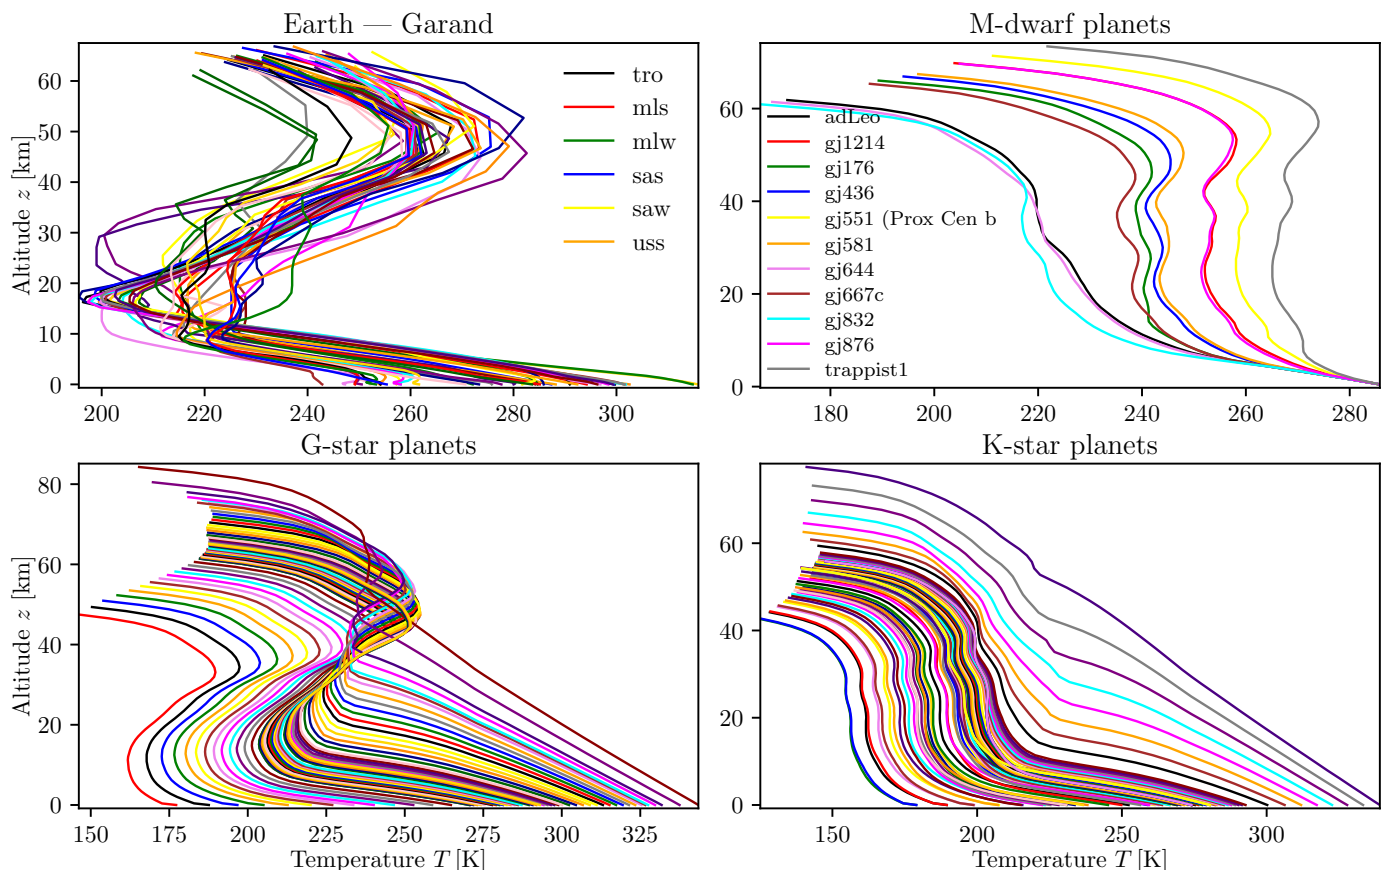 Earth — Garand
60
50
40
30
20
10
0
Altitude z [km]
tro
mls
mlw
sas
saw
uss
200
220
240
260
280
300
M-dwarf planets
60
40
20
0
adLeo
gj1214
gj176
gj436
gj551 (Prox Cen b
gj581
gj644
gj667c
gj832
gj876
trappist1
180
200
220
240
260
280
G-star planets
80
60
40
20
0
Altitude z [km]
150
175
200
225
250
275
300
325
Temperature T [K]
K-star planets
60
40
20
0
150
200
250
300
Temperature T [K]